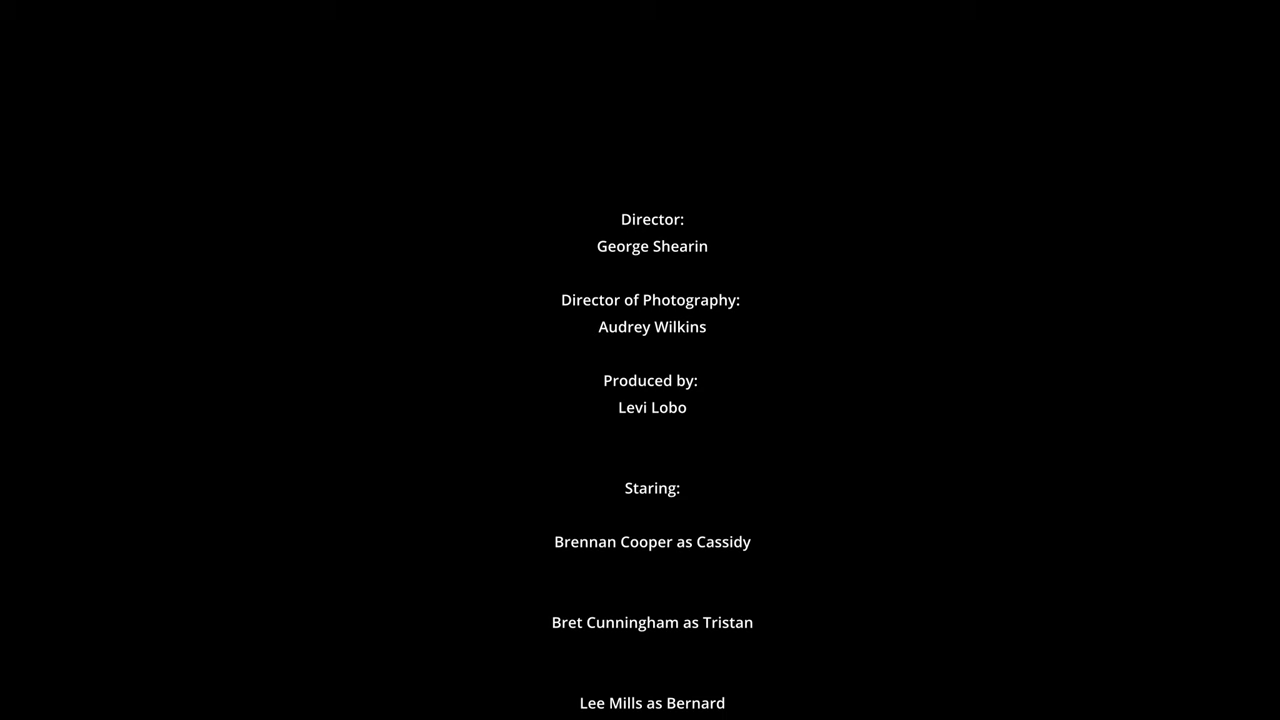 Director:
George Shearin
Director of Photography:
Audrey Wilkins
Produced by:
Levi Lobo
Staring:
Brennan Cooper as Cassidy
Bret Cunningham as Tristan
Lee Mills as Bernard